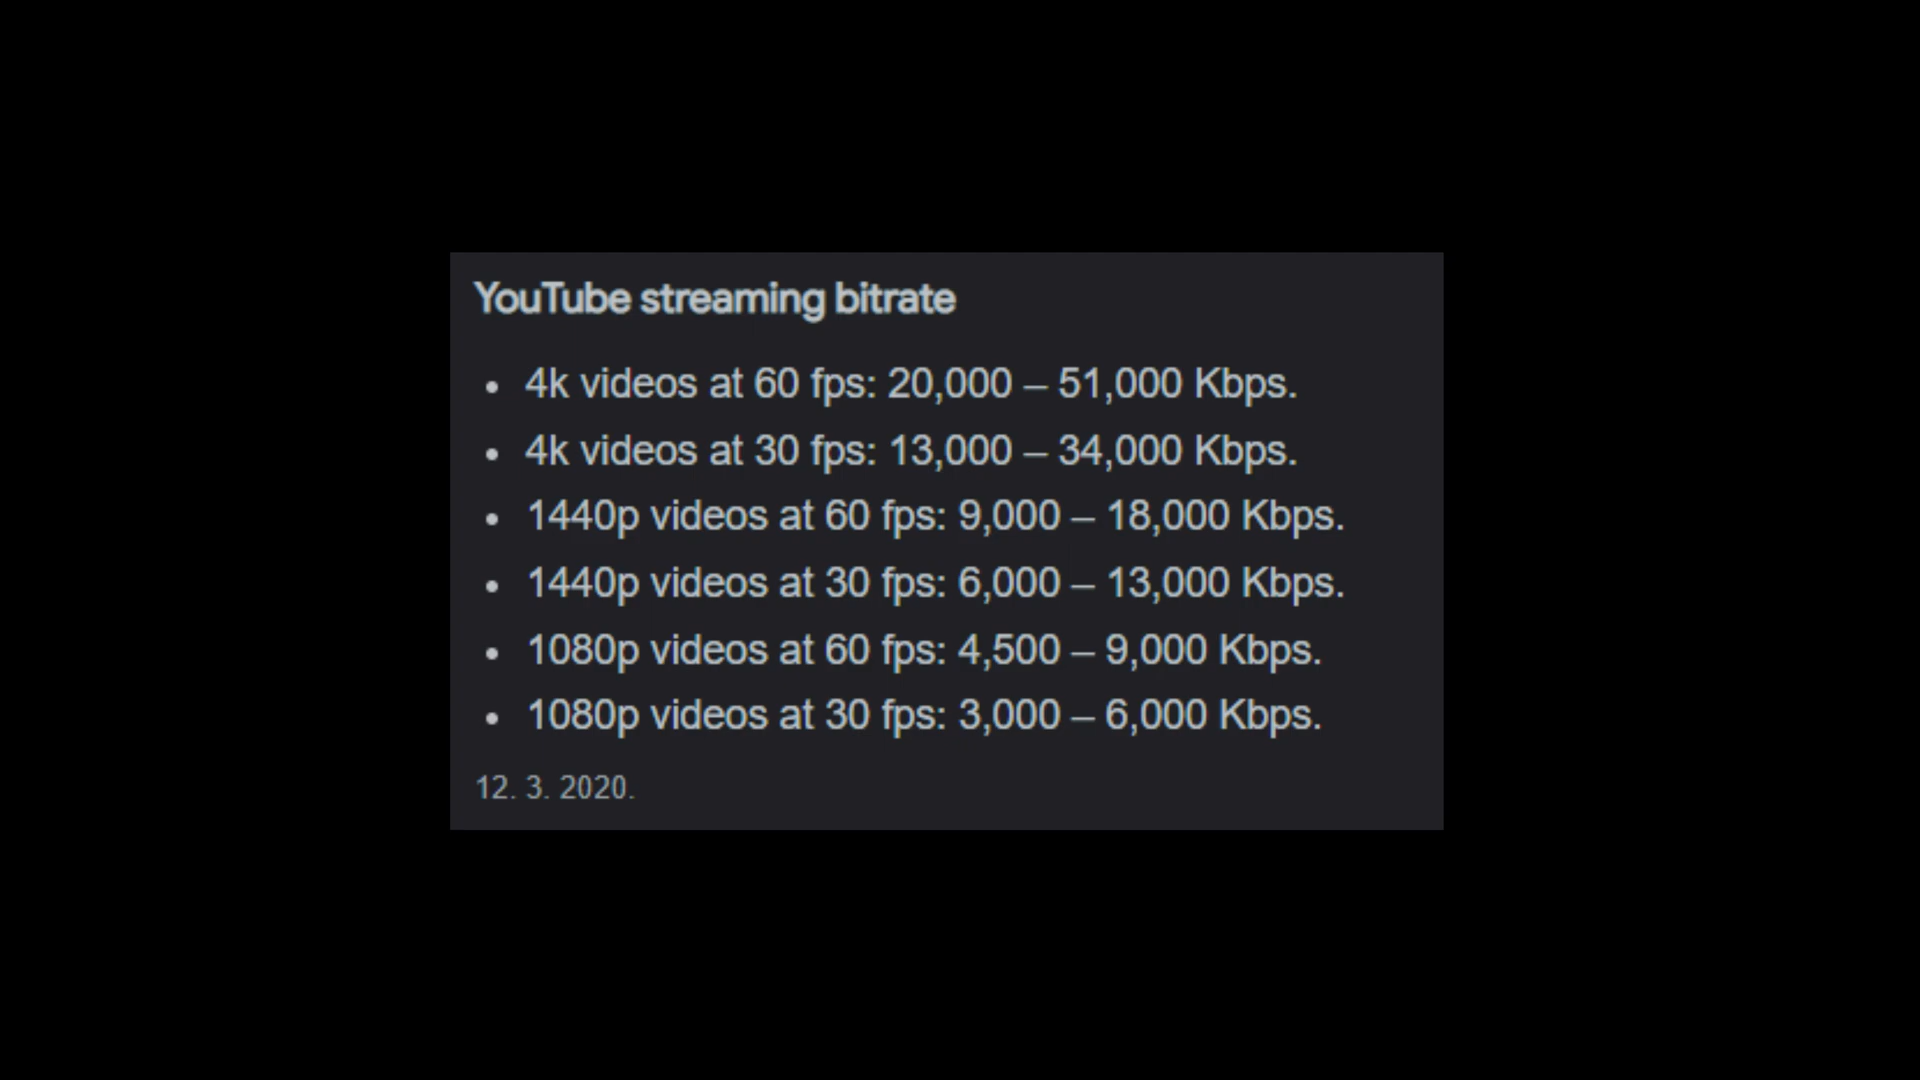 YouTube streaming bitrate
• 4k videos at 60 fps: 20,000 – 51,000 Kbps.
• 4k videos at 30 fps: 13,000 – 34,000 Kbps.
• 1440p videos at 60 fps: 9,000 – 18,000 Kbps.
• 1440p videos at 30 fps: 6,000 – 13,000 Kbps.
• 1080p videos at 60 fps: 4,500 – 9,000 Kbps.
• 1080p videos at 30 fps: 3,000 – 6,000 Kbps.
12. 3. 2020.